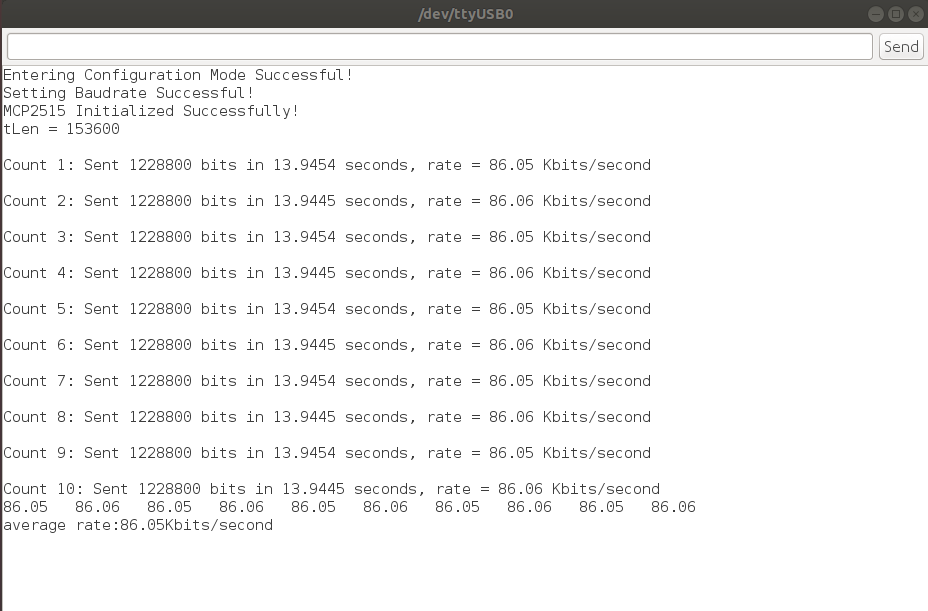 /dev/ttyUSB0
Send
Entering Configuration Mode Successful!
Setting Baudrate Successful!
MCP2515 Initialized Successfully!
tLen = 153600
Count 1: Sent 1228800 bits in 13.9454 seconds, rate = 86.05 Kbits/second
Count 2: Sent 1228800 bits in 13.9445 seconds, rate = 86.06 Kbits/second
Count 3: Sent 1228800 bits in 13.9454 seconds, rate = 86.05 Kbits/second
Count 4: Sent 1228800 bits in 13.9445 seconds, rate = 86.06 Kbits/second
Count 5: Sent 1228800 bits in 13.9454 seconds, rate = 86.05 Kbits/second
Count 6: Sent 1228800 bits in 13.9445 seconds, rate = 86.06 Kbits/second
Count 7: Sent 1228800 bits in 13.9454 seconds, rate = 86.05 Kbits/second
Count 8: Sent 1228800 bits in 13.9445 seconds, rate = 86.06 Kbits/second
Count 9: Sent 1228800 bits in 13.9454 seconds, rate = 86.05 Kbits/second
Count 10: Sent 1228800 bits in 13.9445 seconds, rate = 86.06 Kbits/second
86.05   86.06   86.05   86.06   86.05   86.06   86.05   86.06   86.05   86.06
average rate:86.05Kbits/second